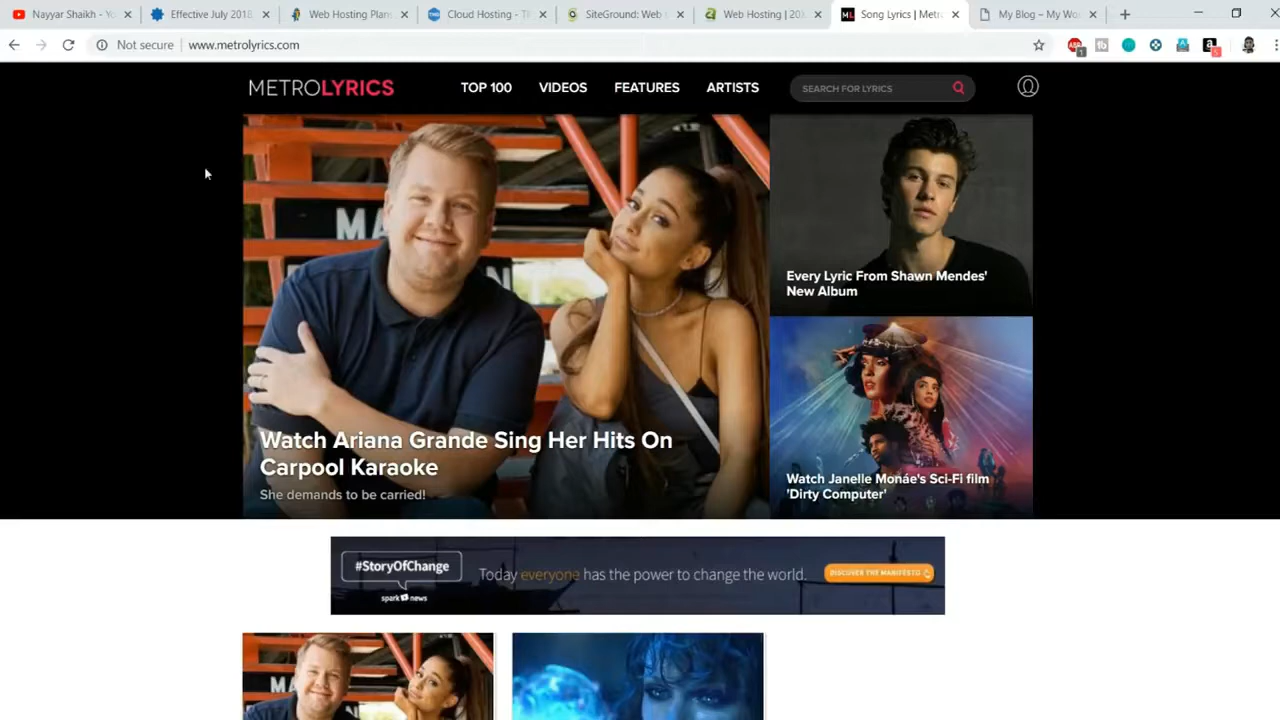 Nayyar Shaikh - Yo
Effective July 2018
Web Hosting Plan
Cloud Hosting - T
SiteGround: Web
Web Hosting | 20
Song Lyrics | Metr
My Blog – My Wo
Not secure
www.metrolyrics.com
METROLYRICS
TOP 100
VIDEOS
FEATURES
ARTISTS
SEARCH FOR LYRICS
Watch Ariana Grande Sing Her Hits On
Carpool Karaoke
She demands to be carried!
Every Lyric From Shawn Mendes'
New Album
Watch Janelle Monáe's Sci-Fi film
'Dirty Computer'
#StoryOfChange
spark news
Today everyone has the power to change the world.
DISCOVER THE MANIFESTO